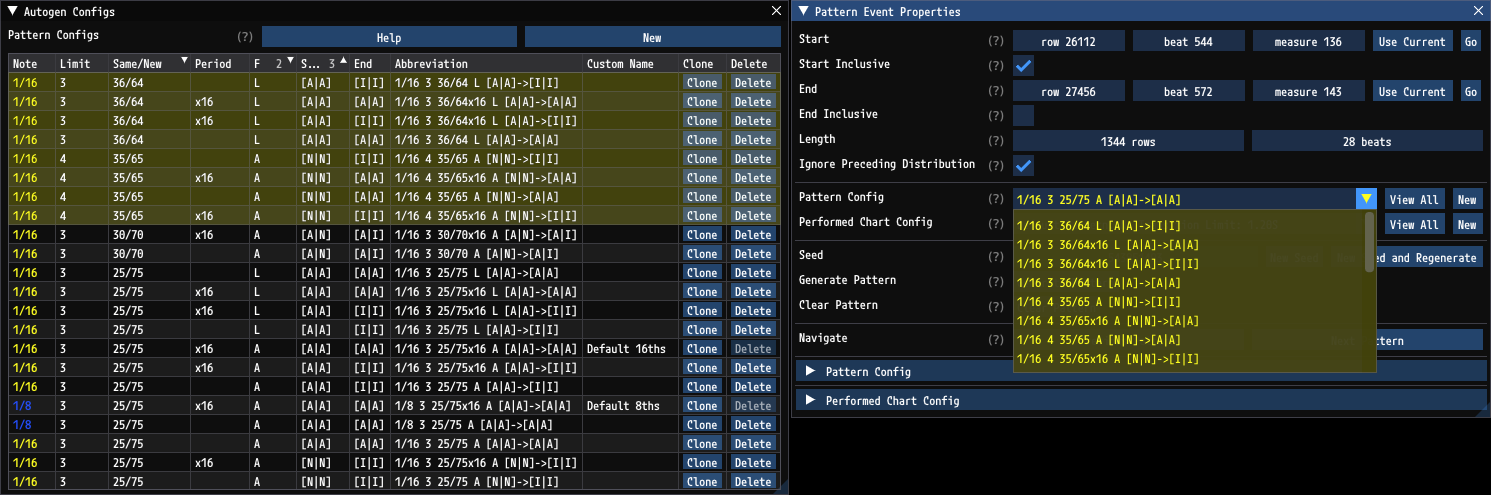 Autogen Configs
Pattern Configs (?) Help New
Note Limit Same/New Period F 2 S... 3 End Abbreviation Custom Name Clone Delete
1/16 3 36/64 L [A|A] [I|I] 1/16 3 36/64 L [A|A]->[I|I] Clone Delete
1/16 3 36/64 x16 L [A|A] [A|A] 1/16 3 36/64x16 L [A|A]->[A|A] Clone Delete
1/16 3 36/64 x16 L [A|A] [I|I] 1/16 3 36/64x16 L [A|A]->[I|I] Clone Delete
1/16 3 36/64 L [A|A] [A|A] 1/16 3 36/64 L [A|A]->[A|A] Clone Delete
1/16 4 35/65 A [N|N] [I|I] 1/16 4 35/65 A [N|N]->[I|I] Clone Delete
1/16 4 35/65 x16 A [N|N] [A|A] 1/16 4 35/65x16 A [N|N]->[A|A] Clone Delete
1/16 4 35/65 A [N|N] [A|A] 1/16 4 35/65 A [N|N]->[A|A] Clone Delete
1/16 4 35/65 x16 A [N|N] [I|I] 1/16 4 35/65x16 A [N|N]->[I|I] Clone Delete
1/16 3 30/70 x16 A [A|N] [A|I] 1/16 3 30/70x16 A [A|N]->[A|I] Clone Delete
1/16 3 30/70 A [A|N] [A|I] 1/16 3 30/70 A [A|N]->[A|I] Clone Delete
1/16 3 25/75 L [A|A] [A|A] 1/16 3 25/75 L [A|A]->[A|A] Clone Delete
1/16 3 25/75 x16 L [A|A] [A|A] 1/16 3 25/75x16 L [A|A]->[A|A] Clone Delete
1/16 3 25/75 x16 L [A|A] [I|I] 1/16 3 25/75x16 L [A|A]->[I|I] Clone Delete
1/16 3 25/75 L [A|A] [I|I] 1/16 3 25/75 L [A|A]->[I|I] Clone Delete
1/16 3 25/75 x16 A [A|A] [A|A] 1/16 3 25/75x16 A [A|A]->[A|A] Default 16ths Clone Delete
1/16 3 25/75 x16 A [A|A] [I|I] 1/16 3 25/75x16 A [A|A]->[I|I] Clone Delete
1/16 3 25/75 A [A|A] [I|I] 1/16 3 25/75 A [A|A]->[I|I] Clone Delete
1/8 3 25/75 x16 A [A|A] [A|A] 1/8 3 25/75x16 A [A|A]->[A|A] Default 8ths Clone Delete
1/8 3 25/75 A [A|A] [A|A] 1/8 3 25/75 A [A|A]->[A|A] Clone Delete
1/16 3 25/75 A [A|A] [A|A] 1/16 3 25/75 A [A|A]->[A|A] Clone Delete
1/16 3 25/75 x16 A [N|N] [I|I] 1/16 3 25/75x16 A [N|N]->[I|I] Clone Delete
1/16 3 25/75 A [N|N] [I|I] 1/16 3 25/75 A [N|N]->[I|I] Clone Delete
Pattern Event Properties
Start (?) row 26112 beat 544 measure 136 Use Current Go
Start Inclusive (?)
End (?) row 27456 beat 572 measure 143 Use Current Go
End Inclusive (?)
Length (?) 1344 rows 28 beats
Ignore Preceding Distribution (?)
Pattern Config (?) 1/16 3 25/75 A [A|A]->[A|A] View All New
Performed Chart Config (?) View All New
1/16 3 36/64 L [A|A]->[I|I]
1/16 3 36/64x16 L [A|A]->[A|A]
1/16 3 36/64x16 L [A|A]->[I|I]
1/16 3 36/64 L [A|A]->[A|A]
1/16 4 35/65 A [N|N]->[I|I]
1/16 4 35/65x16 A [N|N]->[A|A]
1/16 4 35/65 A [N|N]->[A|A]
1/16 4 35/65x16 A [N|N]->[I|I]
Seed (?) ed and Regenerate
Generate Pattern (?)
Clear Pattern (?)
Navigate (?) ttern
Pattern Config
Performed Chart Config